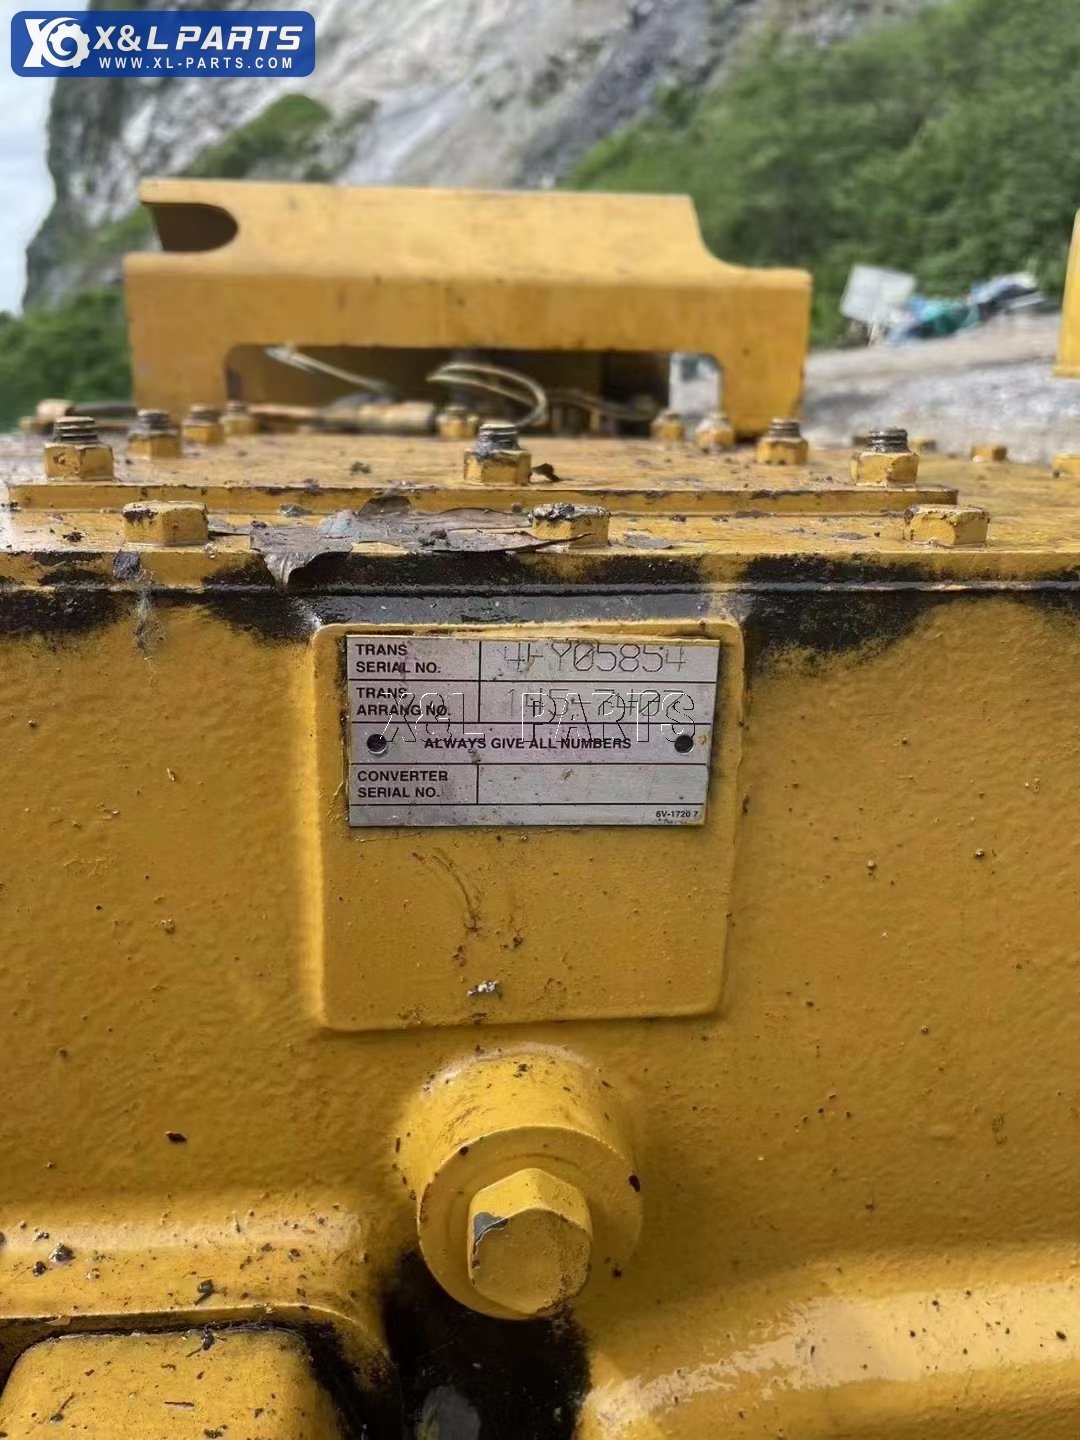 X&L PARTS
WWW.XL-PARTS.COM
TRANS
SERIAL NO. 4FY05854
TRANS
ARRANG NO.
X&L PARTS
ALWAYS GIVE ALL NUMBERS
CONVERTER
SERIAL NO.
6V-1720 7